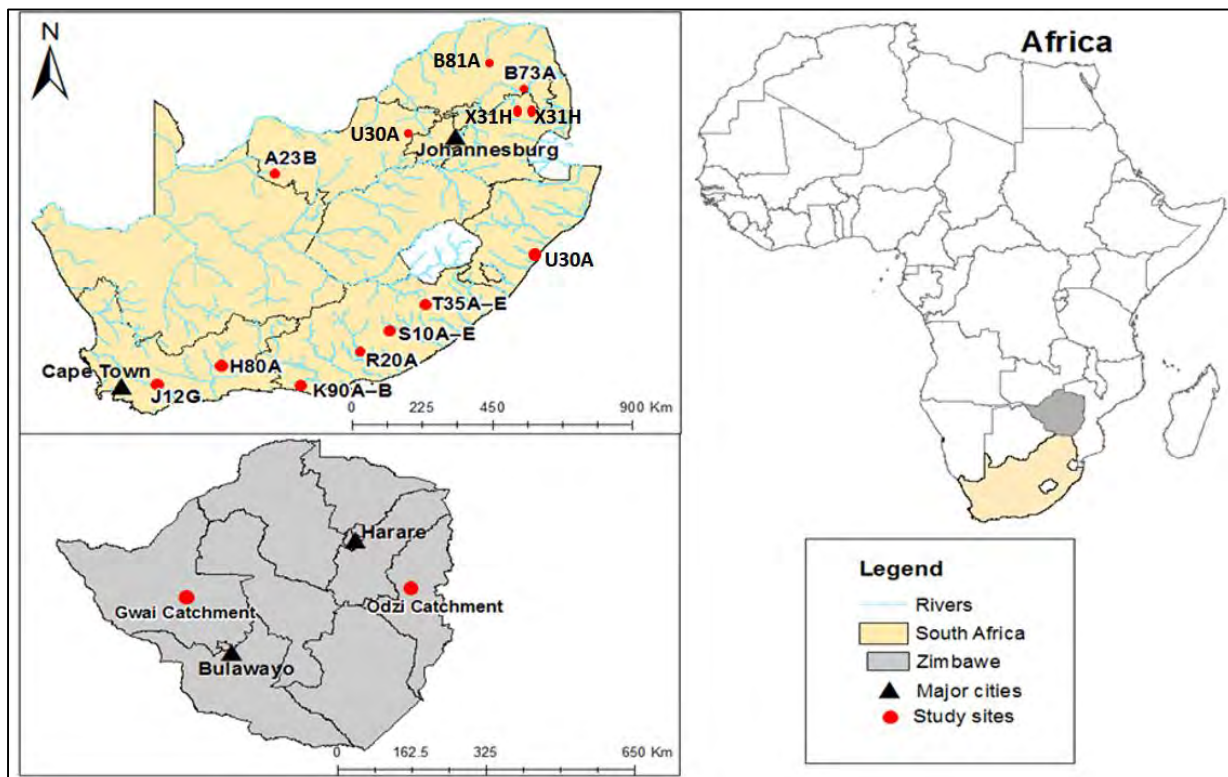 N
B81A
B73A
X31H
X31H
U30A
Johannesburg
A23B
U30A
T35A–E
S10A–E
R20A
H80A
Cape Town
J12G
K90A–B
0 225 450 900 Km
Harare
Gwai Catchment
Odzi Catchment
Bulawayo
0 162.5 325 650 Km
Africa
Legend
Rivers
South Africa
Zimbawe
Major cities
Study sites